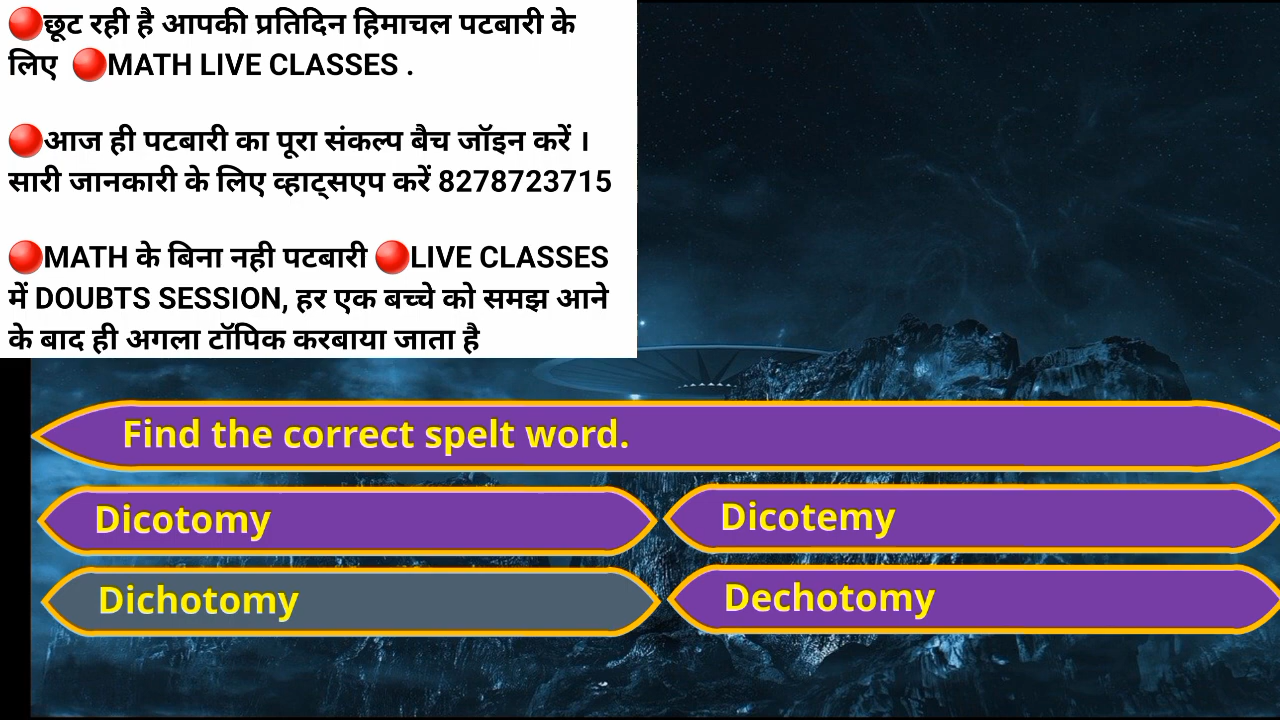 🔴छूट रही है आपकी प्रतिदिन हिमाचल पटबारी के
लिए 🔴MATH LIVE CLASSES .
🔴आज ही पटबारी का पूरा संकल्प बैच जॉइन करें ।
सारी जानकारी के लिए व्हाट्सएप करें 8278723715
🔴MATH के बिना नही पटबारी 🔴LIVE CLASSES
में DOUBTS SESSION, हर एक बच्चे को समझ आने
के बाद ही अगला टॉपिक करबाया जाता है
Find the correct spelt word.
Dicotomy
Dicotemy
Dichotomy
Dechotomy